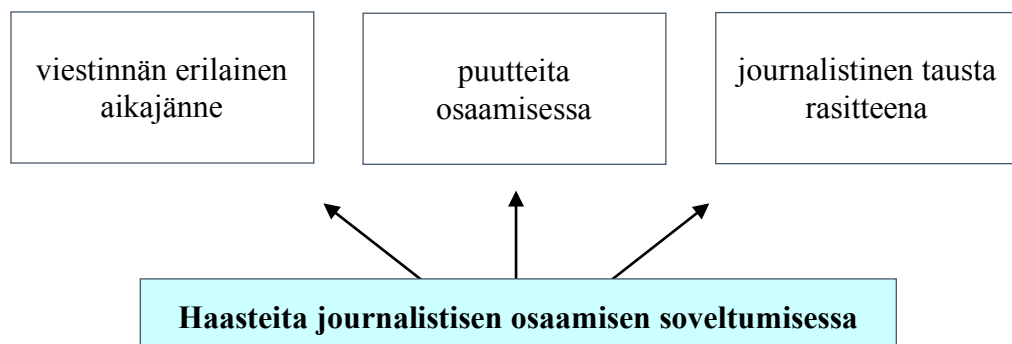 viestinnän erilainen
aikajänne
puutteita
osaamisessa
journalistinen tausta
rasitteena
Haasteita journalistisen osaamisen soveltumisessa